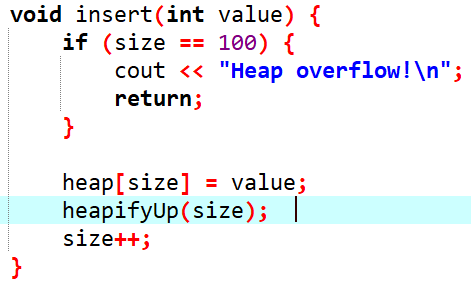 void insert(int value) {
    if (size == 100) {
        cout << "Heap overflow!\n";
        return;
    }

    heap[size] = value;
    heapifyUp(size);
    size++;
}